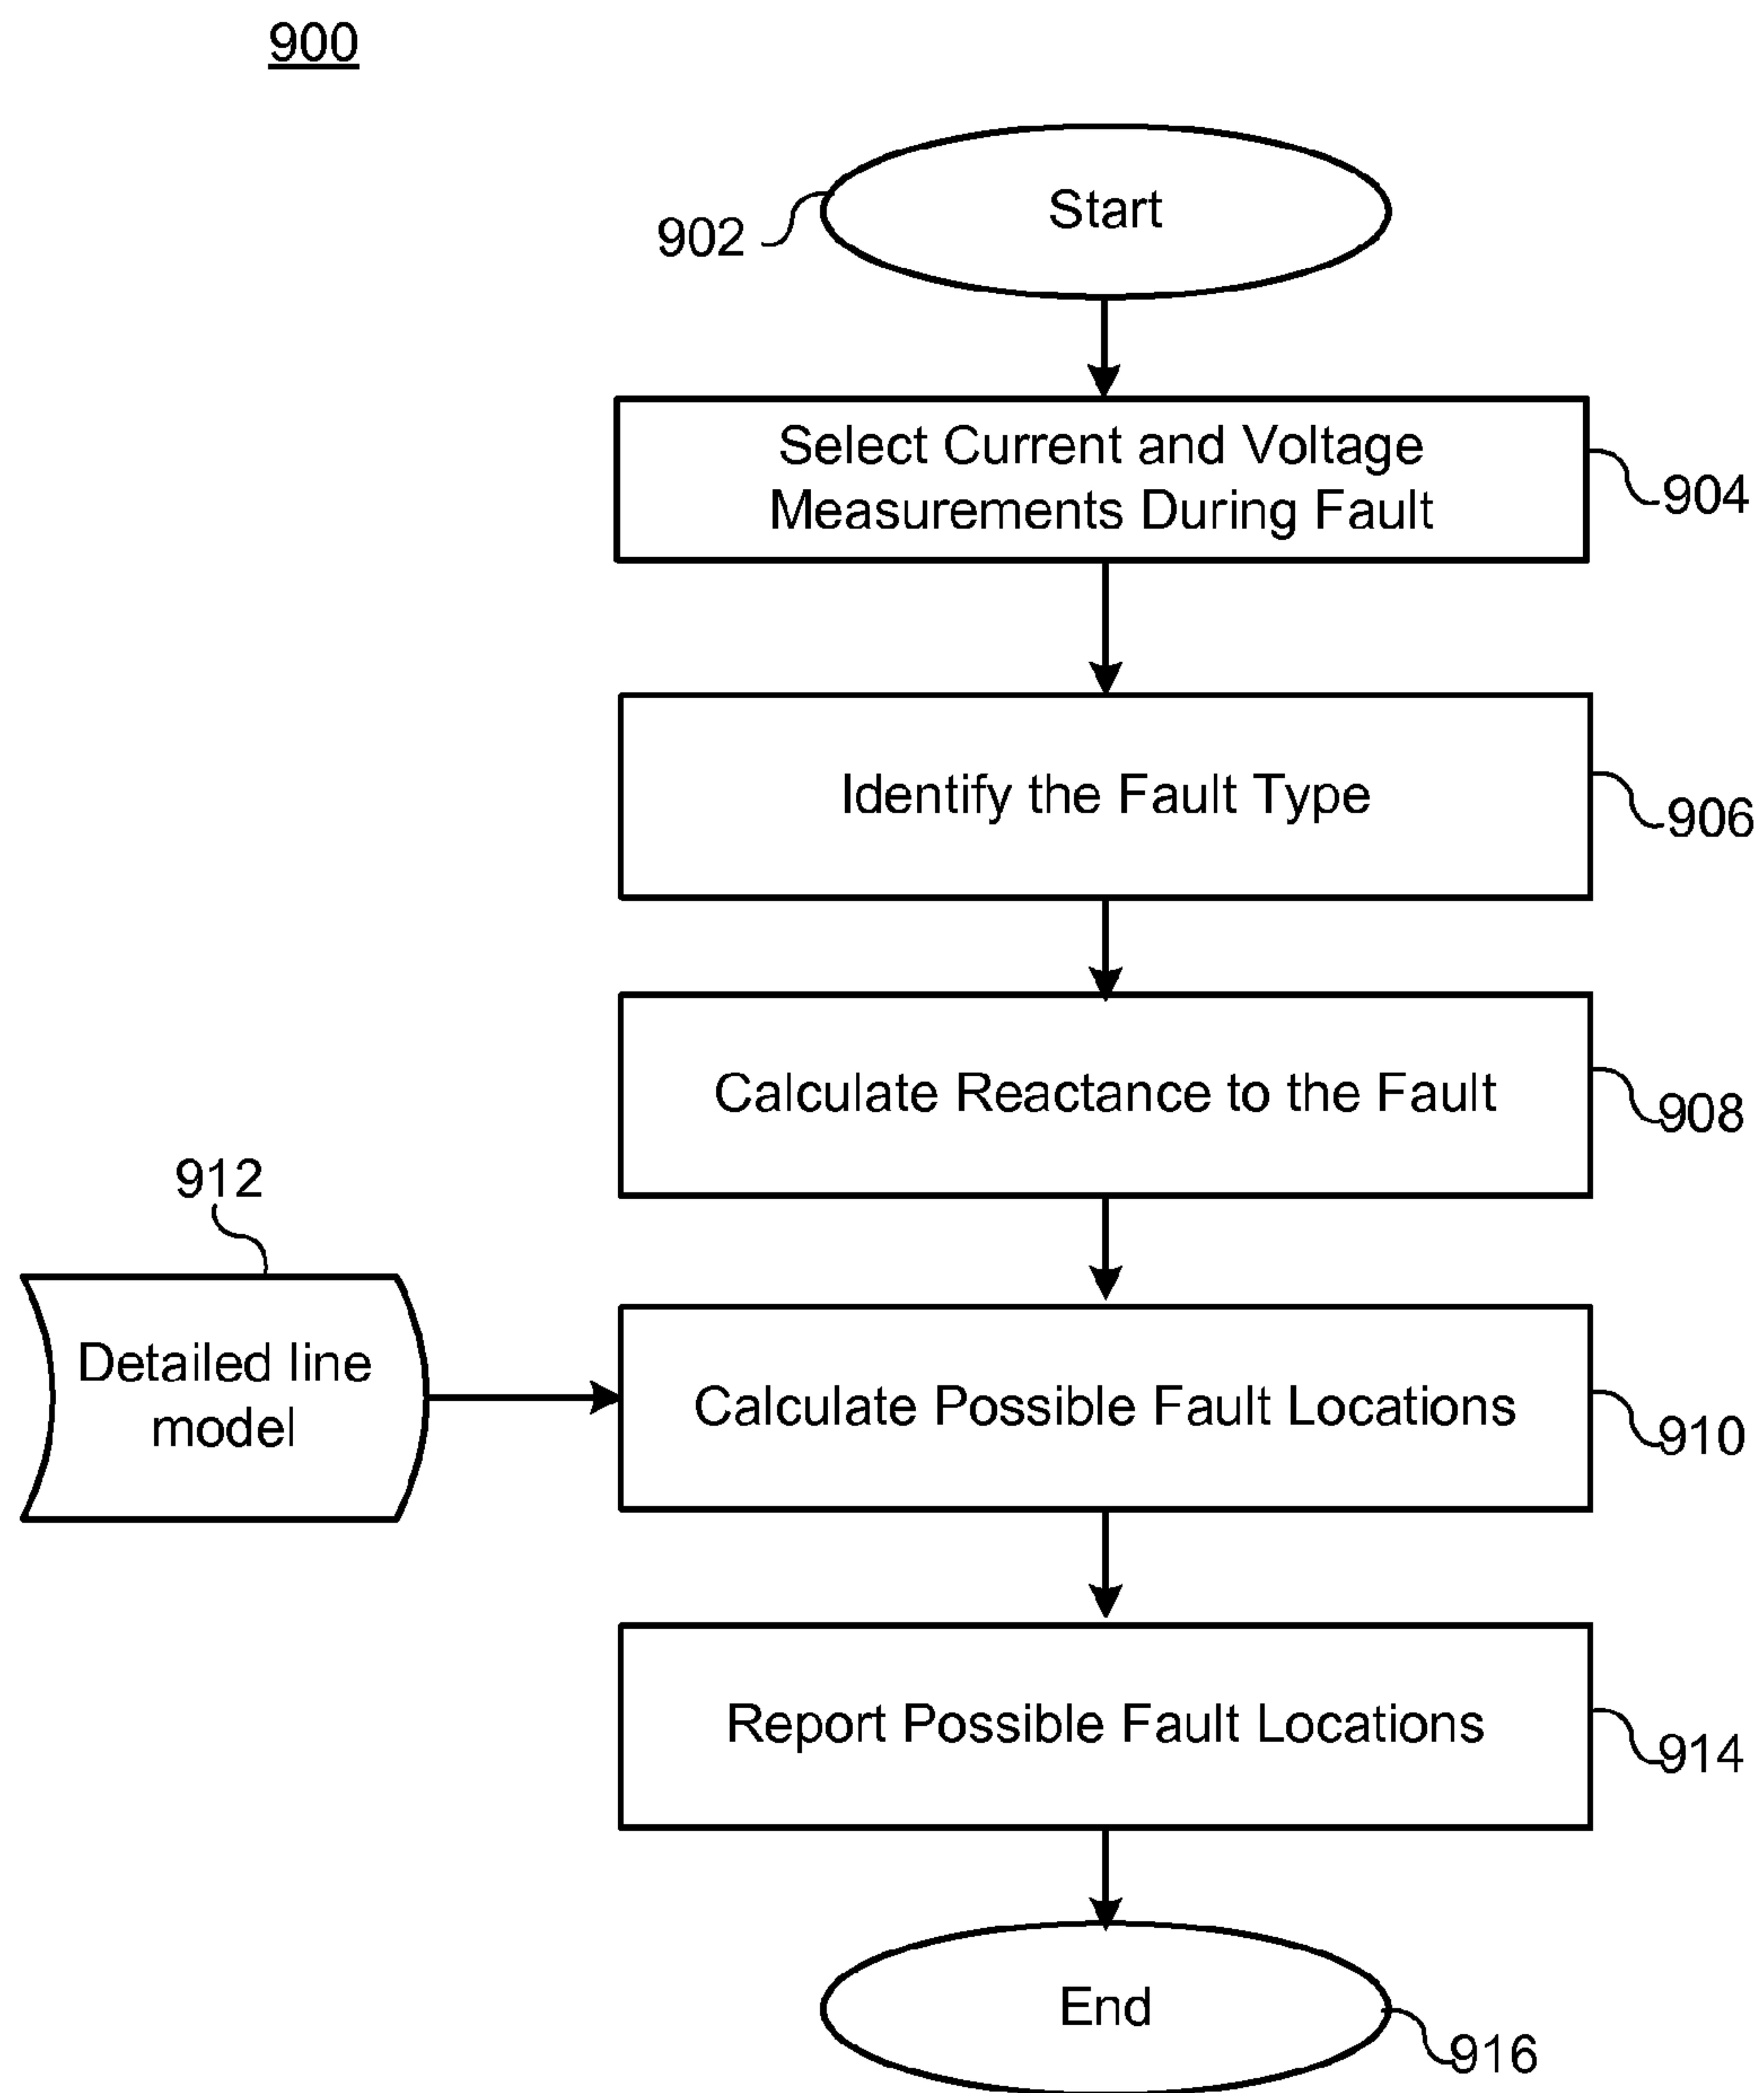 900
Start
902
Select Current and Voltage
Measurements During Fault
904
Identify the Fault Type
906
Calculate Reactance to the Fault
908
912
Detailed line
model
Calculate Possible Fault Locations
910
Report Possible Fault Locations
914
End
916